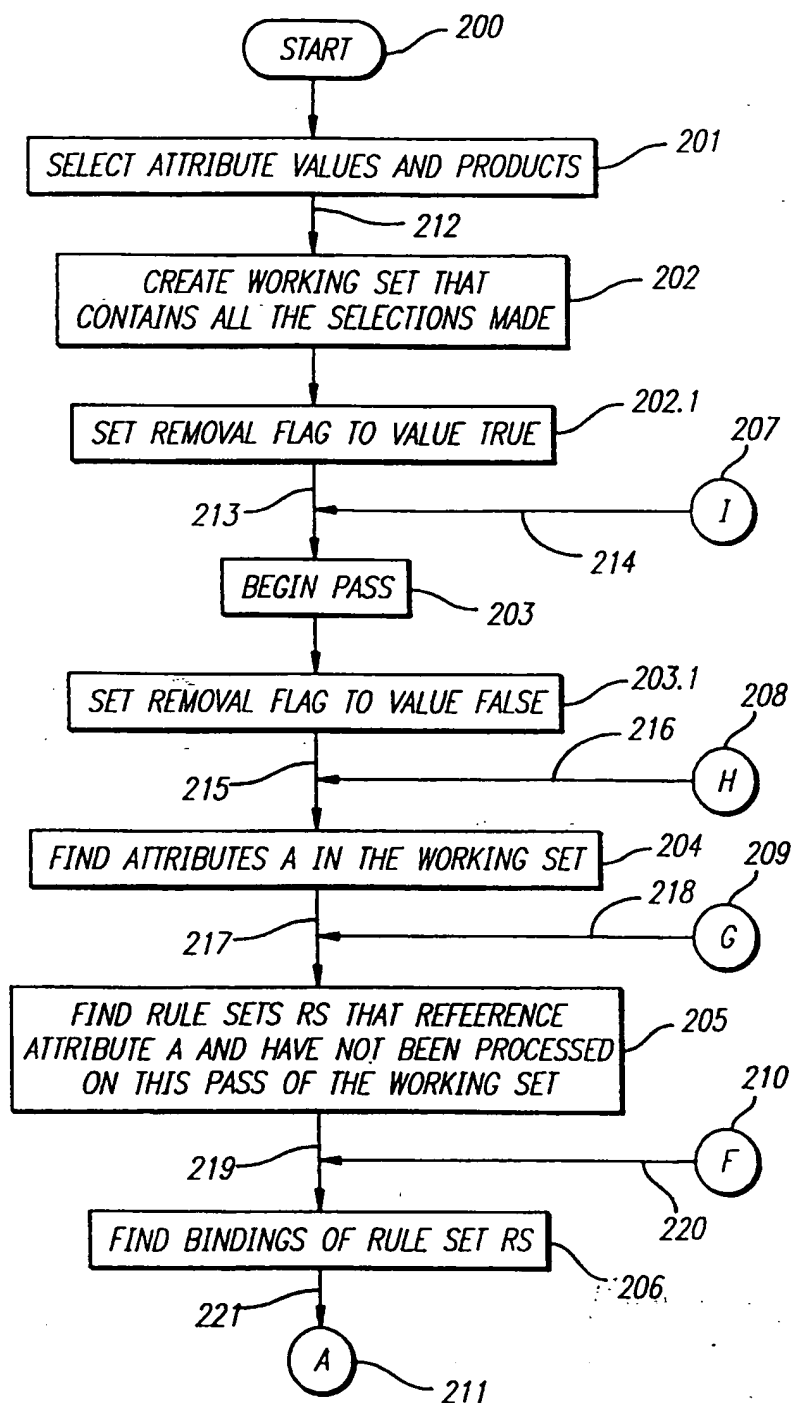 START
200
SELECT ATTRIBUTE VALUES AND PRODUCTS
201
212
CREATE WORKING SET THAT
CONTAINS ALL THE SELECTIONS MADE
202
SET REMOVAL FLAG TO VALUE TRUE
202.1
207
I
213
214
BEGIN PASS
203
SET REMOVAL FLAG TO VALUE FALSE
203.1
208
216
H
215
FIND ATTRIBUTES A IN THE WORKING SET
204
209
218
G
217
FIND RULE SETS RS THAT REFEERENCE
ATTRIBUTE A AND HAVE NOT BEEN PROCESSED
ON THIS PASS OF THE WORKING SET
205
210
F
219
220
FIND BINDINGS OF RULE SET RS
206
221
A
211